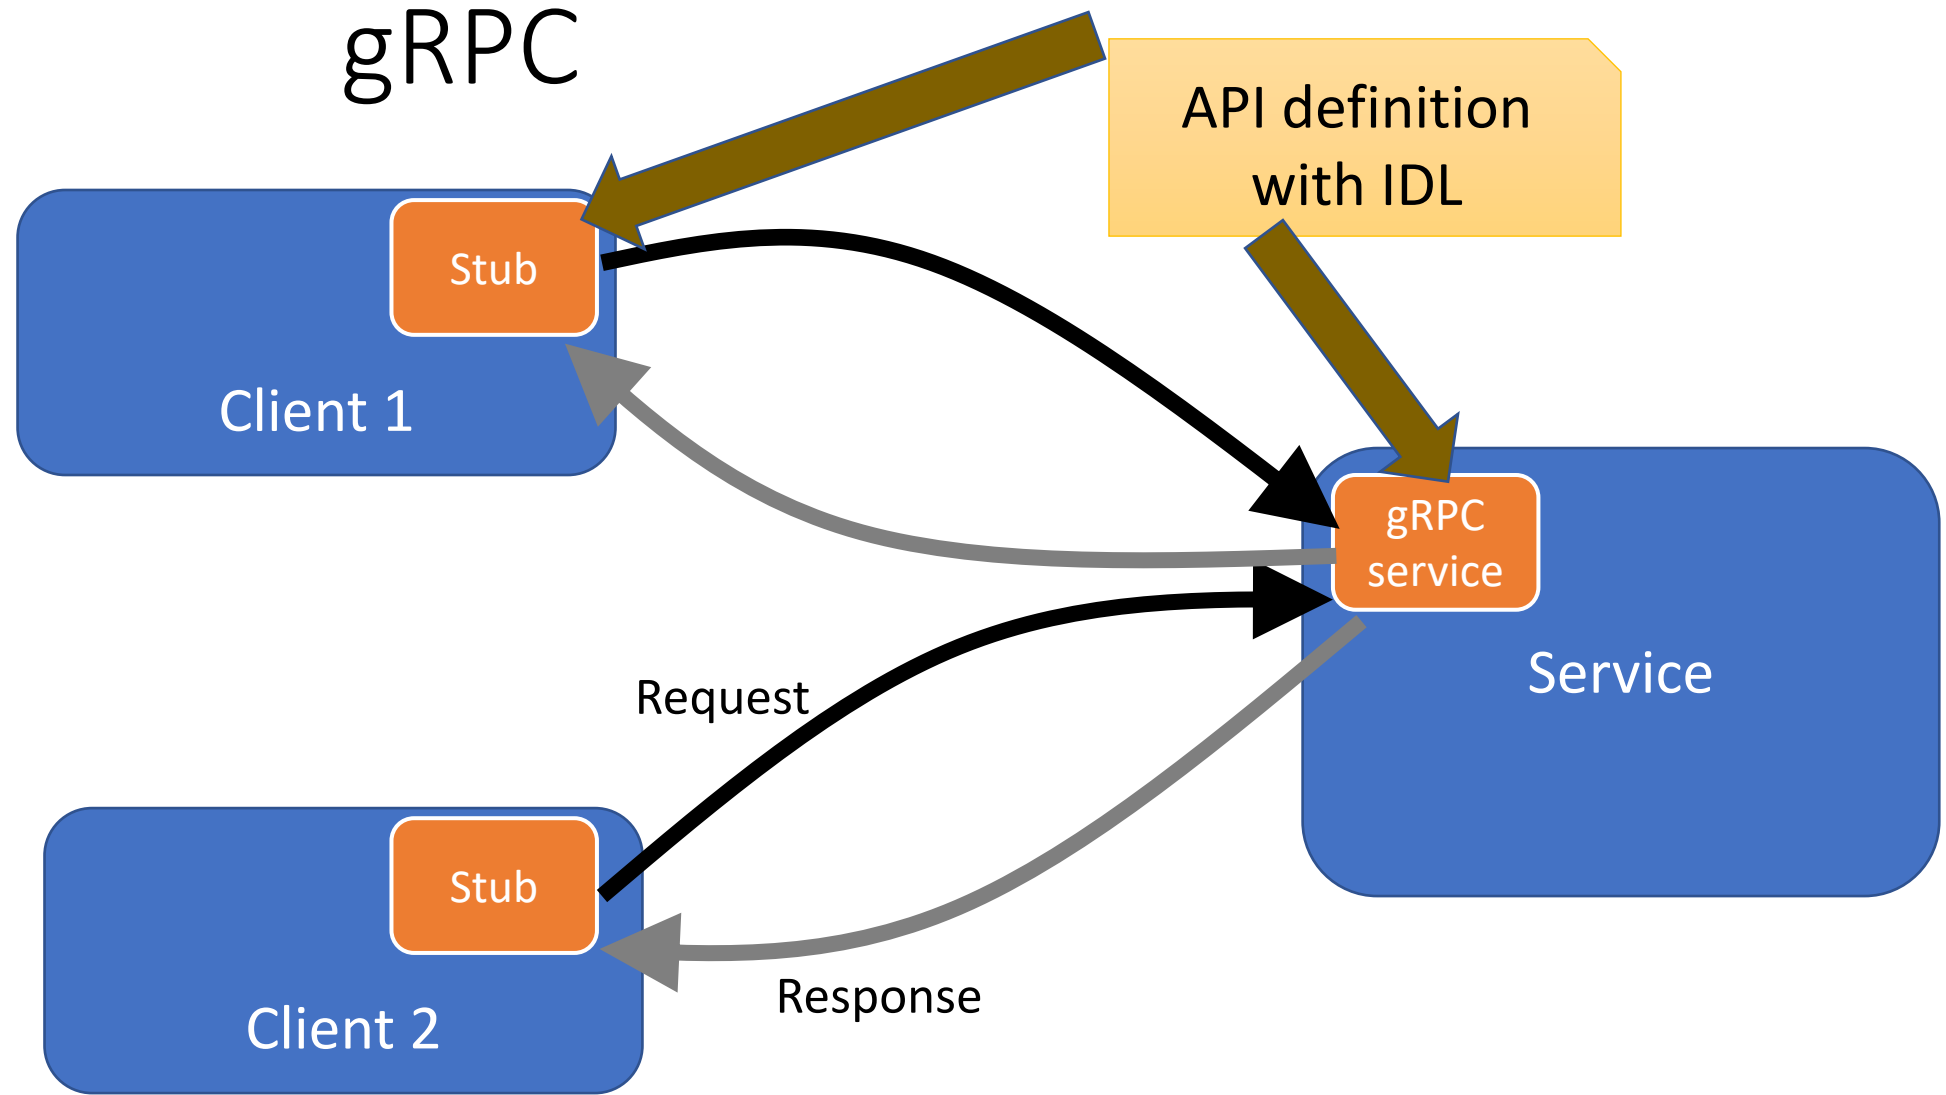 gRPC
API definition
with IDL
Stub
Client 1
gRPC
service
Service
Request
Stub
Response
Client 2